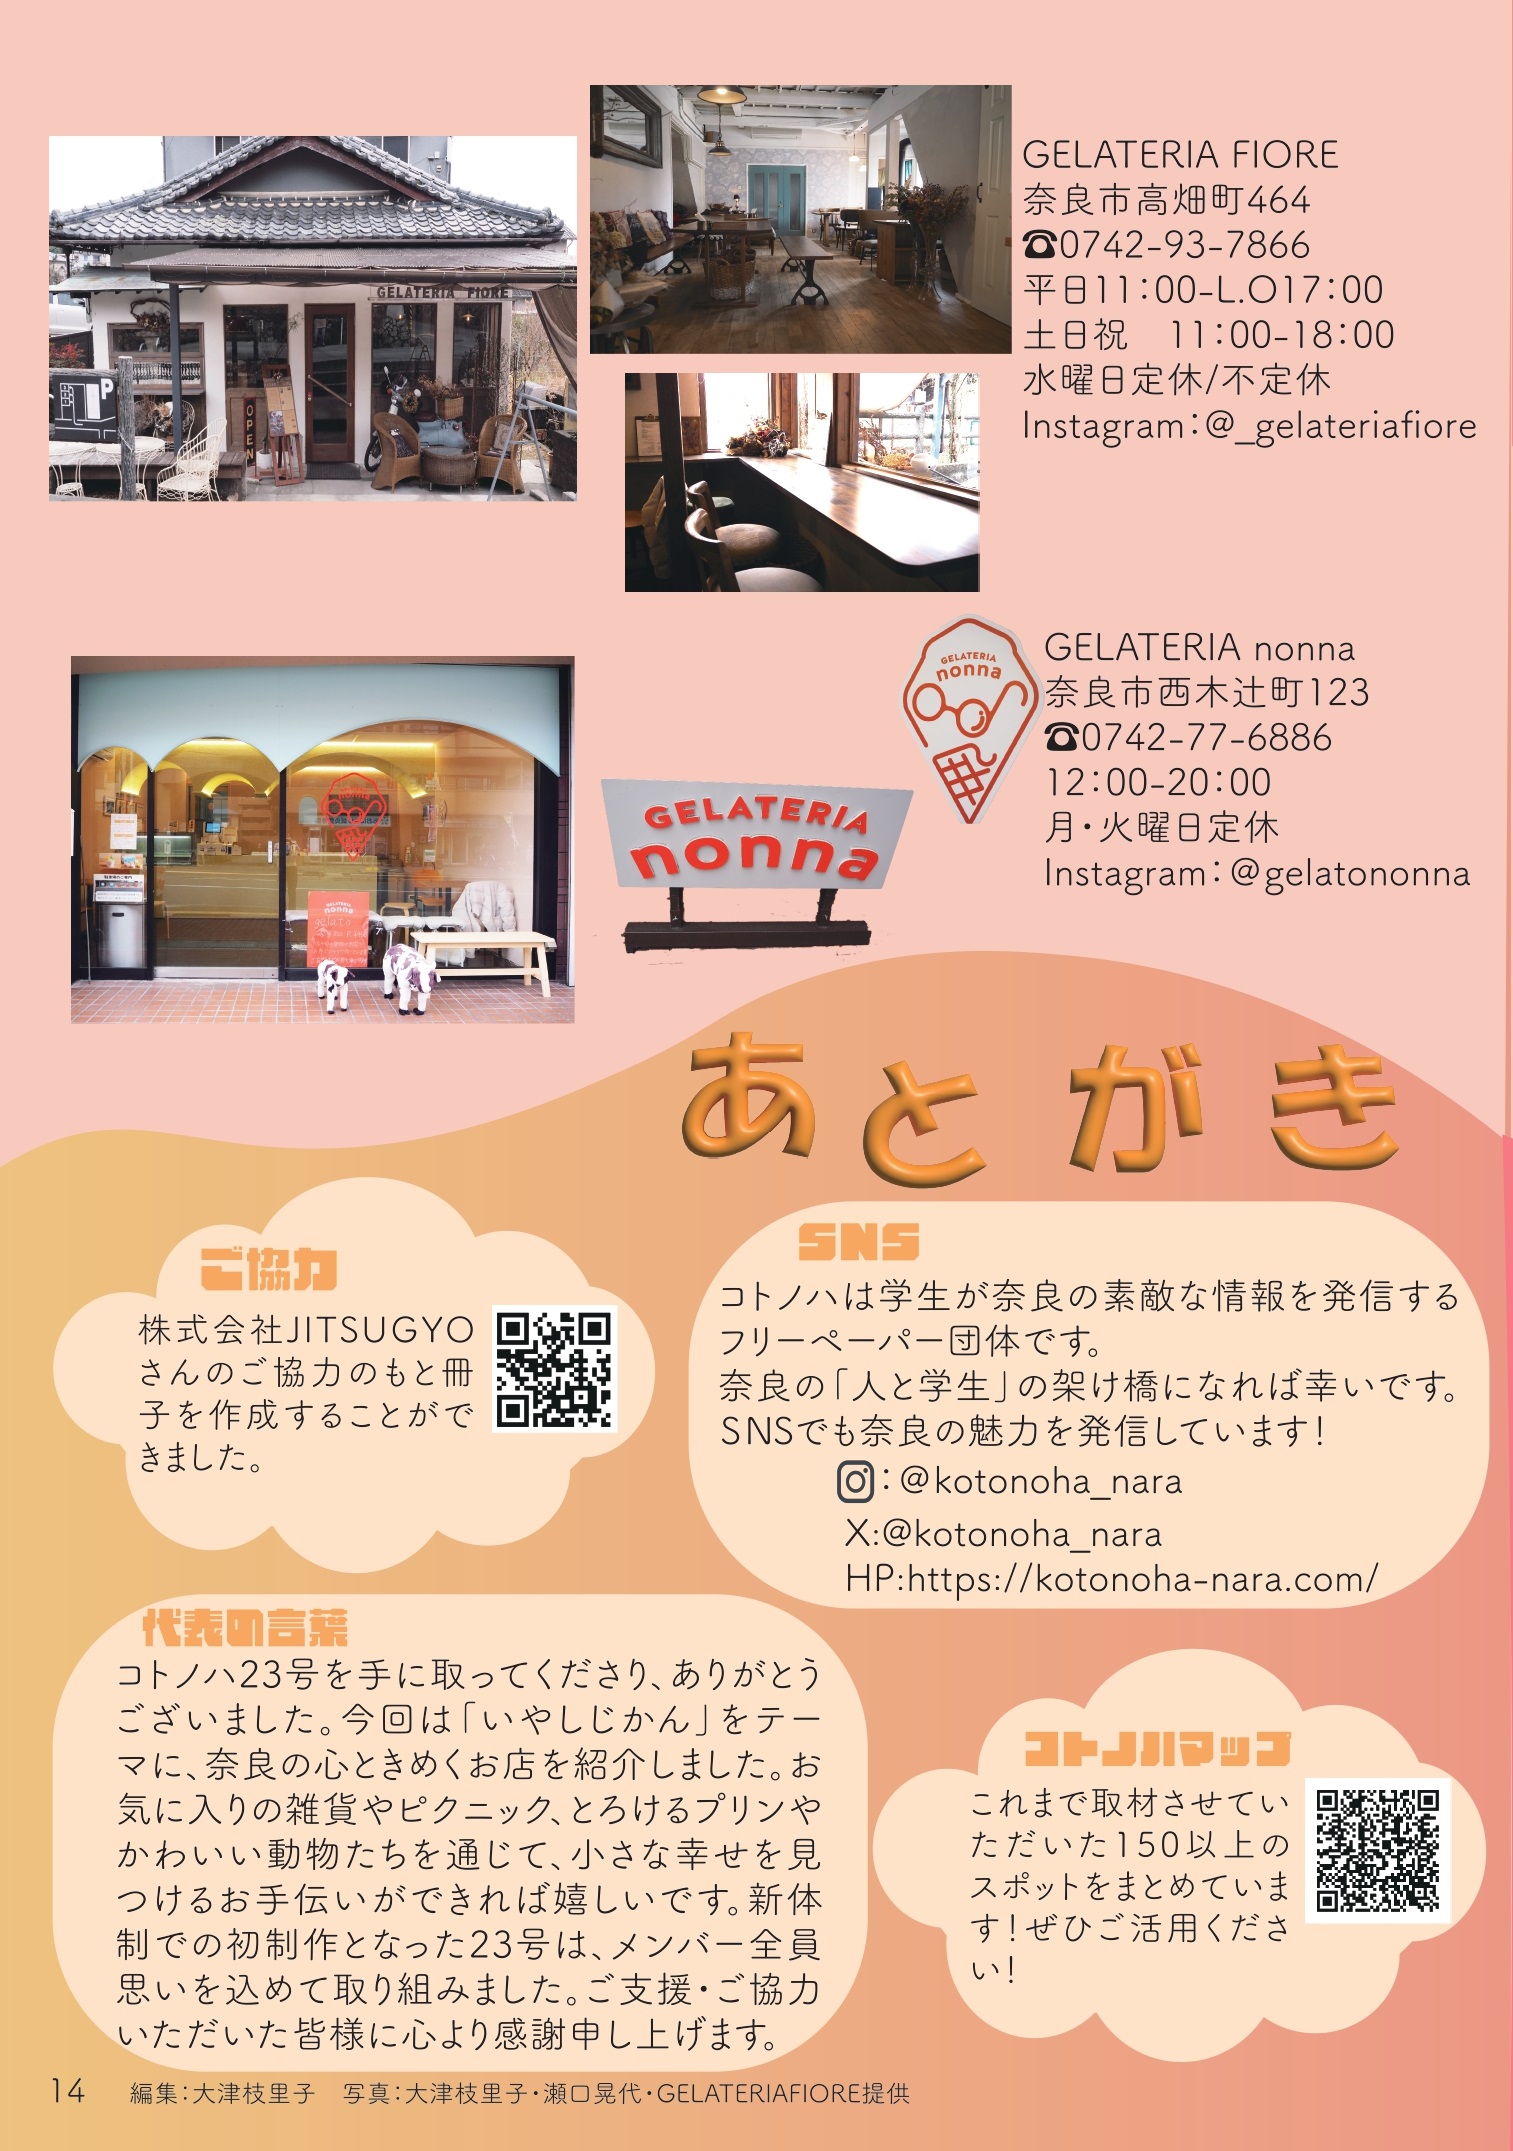 GELATERIA FIORE
P
OPEN
GELATERIA FIORE
奈良市高畑町464
☎0742-93-7866
平日11:00-L.O17:00
土日祝　11:00-18:00
水曜日定休/不定休
Instagram:@_gelateriafiore
GELATERIA
nonna
GELATERIA
nonna
GELATERIA
nonna
GELATERIA nonna
奈良市西木辻町123
☎0742-77-6886
12:00-20:00
月・火曜日定休
Instagram:@gelatononna
あとがき
ご協力
株式会社JITSUGYO
さんのご協力のもと冊
子を作成することがで
きました。
SNS
コトノハは学生が奈良の素敵な情報を発信する
フリーペーパー団体です。
奈良の「人と学生」の架け橋になれば幸いです。
SNSでも奈良の魅力を発信しています！
：@kotonoha_nara
X:@kotonoha_nara
HP:https://kotonoha-nara.com/
代表の言葉
コトノハ23号を手に取ってくださり、ありがとう
ございました。今回は「いやしじかん」をテー
マに、奈良の心ときめくお店を紹介しました。お
気に入りの雑貨やピクニック、とろけるプリンや
かわいい動物たちを通じて、小さな幸せを見
つけるお手伝いができれば嬉しいです。新体
制での初制作となった23号は、メンバー全員
思いを込めて取り組みました。ご支援・ご協力
いただいた皆様に心より感謝申し上げます。
コトノハマップ
これまで取材させてい
ただいた150以上の
スポットをまとめていま
す！ぜひご活用くださ
い！
14　編集：大津枝里子　写真：大津枝里子・瀬口晃代・GELATERIAFIORE提供